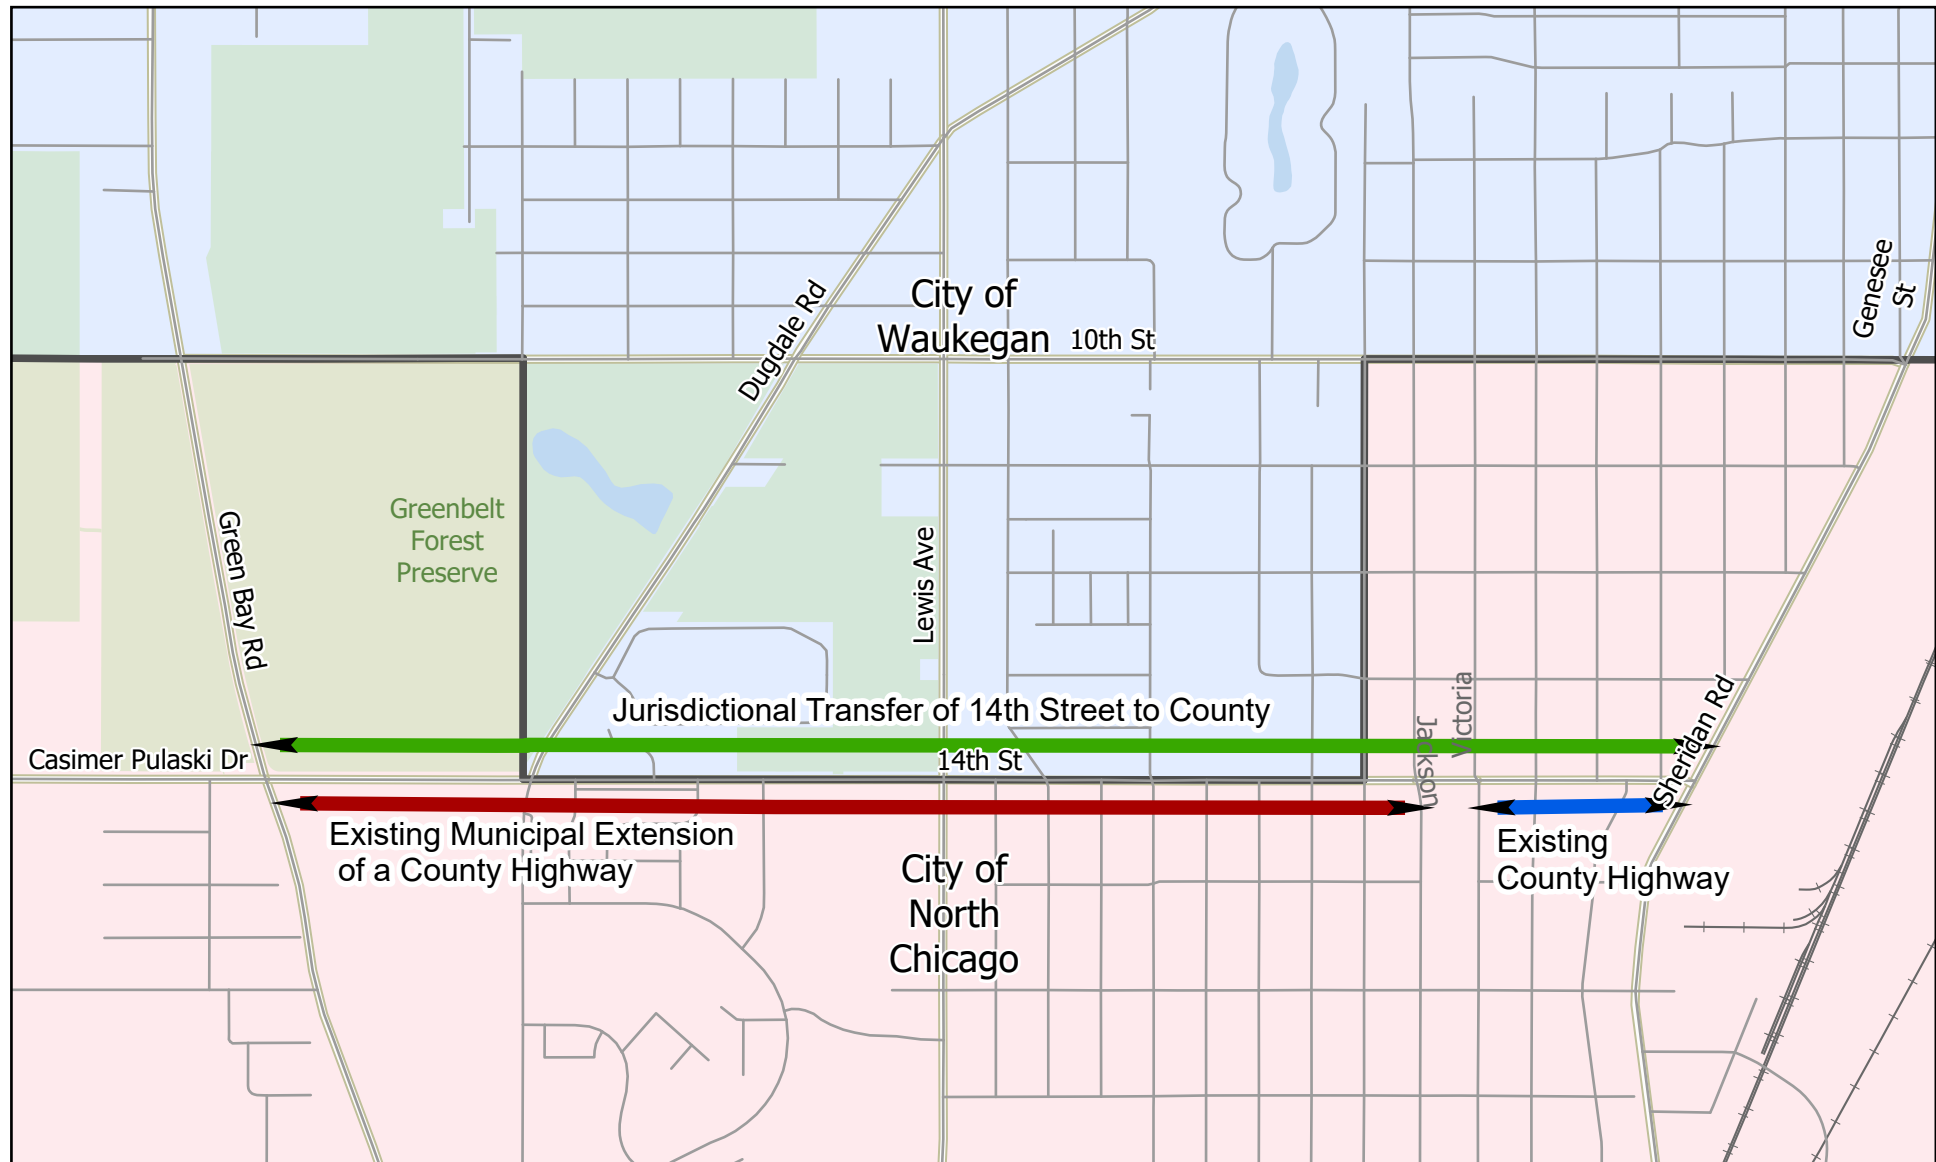 Genesee
St
City of
Waukegan
10th St
Dugdale Rd
Greenbelt
Forest
Preserve
Green Bay Rd
Lewis Ave
Jurisdictional Transfer of 14th Street to County
Casimer Pulaski Dr
14th St
Jackson
Victoria
Sheridan Rd
Existing Municipal Extension
of a County Highway
Existing
County Highway
City of
North
Chicago